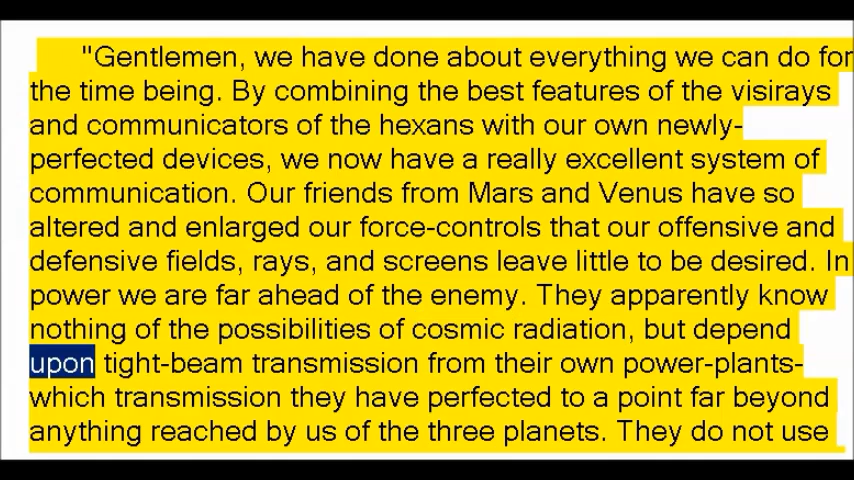 "Gentlemen, we have done about everything we can do for
the time being. By combining the best features of the visirays
and communicators of the hexans with our own newly-
perfected devices, we now have a really excellent system of
communication. Our friends from Mars and Venus have so
altered and enlarged our force-controls that our offensive and
defensive fields, rays, and screens leave little to be desired. In
power we are far ahead of the enemy. They apparently know
nothing of the possibilities of cosmic radiation, but depend
upon tight-beam transmission from their own power-plants-
which transmission they have perfected to a point far beyond
anything reached by us of the three planets. They do not use